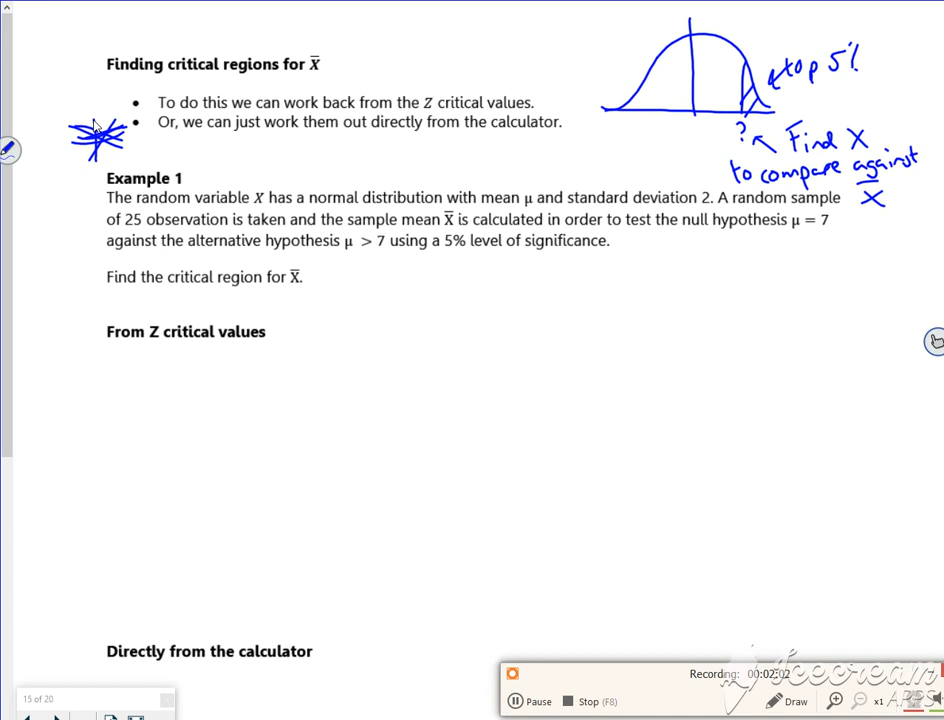 Finding critical regions for X̄
top 5%
• To do this we can work back from the Z critical values.
• Or, we can just work them out directly from the calculator.
? Find X
to compare against
X̄
Example 1
The random variable X has a normal distribution with mean μ and standard deviation 2. A random sample
of 25 observation is taken and the sample mean X̄ is calculated in order to test the null hypothesis μ = 7
against the alternative hypothesis μ > 7 using a 5% level of significance.
Find the critical region for X̄.
From Z critical values
Directly from the calculator
Recording: 00:02:02
Icecream
APPS
15 of 20
Pause
Stop (F8)
Draw
x1